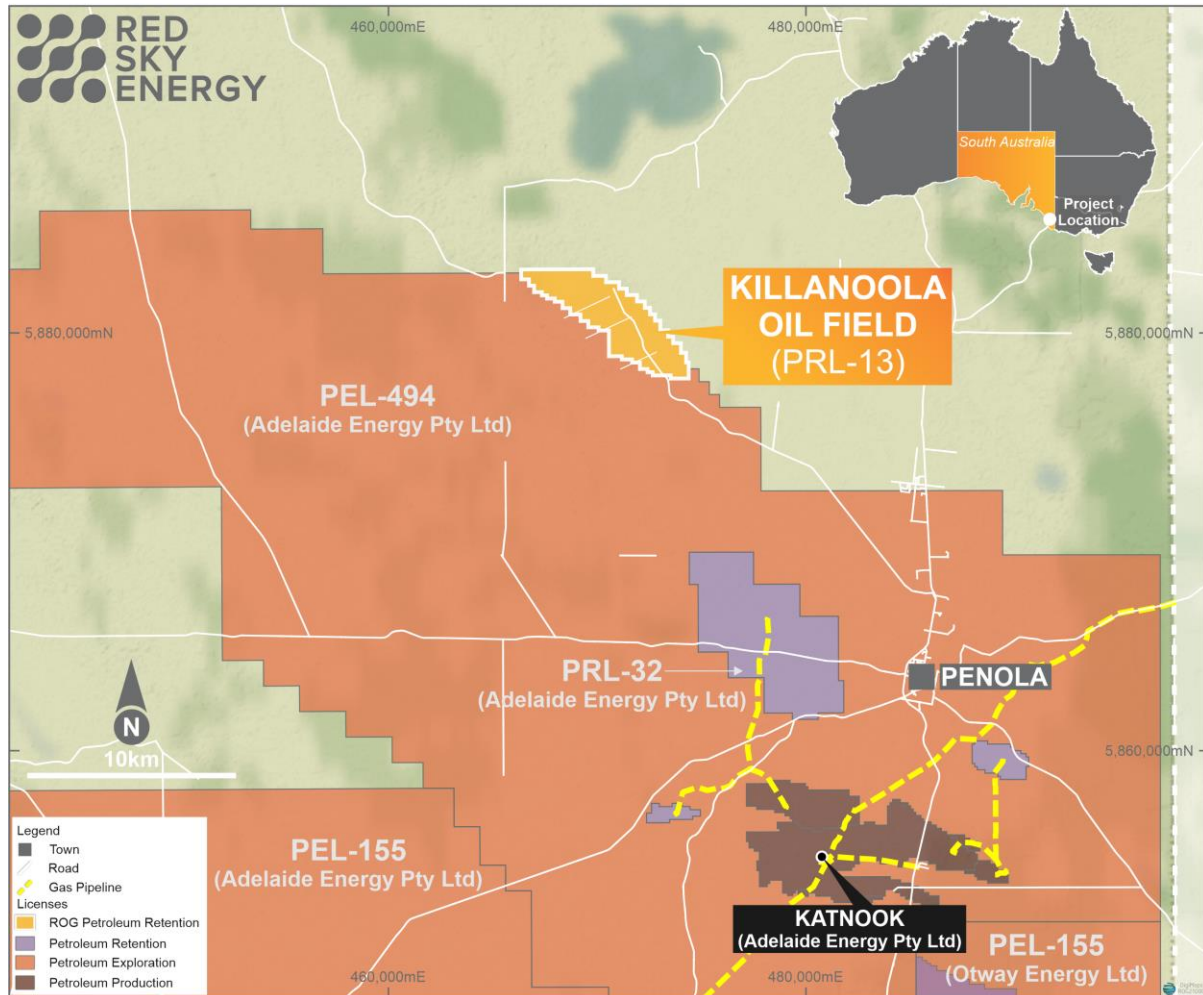 RED
SKY
ENERGY
460,000mE
480,000mE
South Australia
Project
Location
KILLANOOLA
OIL FIELD
(PRL-13)
5,880,000mN
5,880,000mN
PEL-494
(Adelaide Energy Pty Ltd)
PRL-32
(Adelaide Energy Pty Ltd)
PENOLA
N
10km
5,860,000mN
PEL-155
(Adelaide Energy Pty Ltd)
KATNOOK
(Adelaide Energy Pty Ltd)
PEL-155
(Otway Energy Ltd)
Legend
Town
Road
Gas Pipeline
Licenses
ROG Petroleum Retention
Petroleum Retention
Petroleum Exploration
Petroleum Production
460,000mE
480,000mE